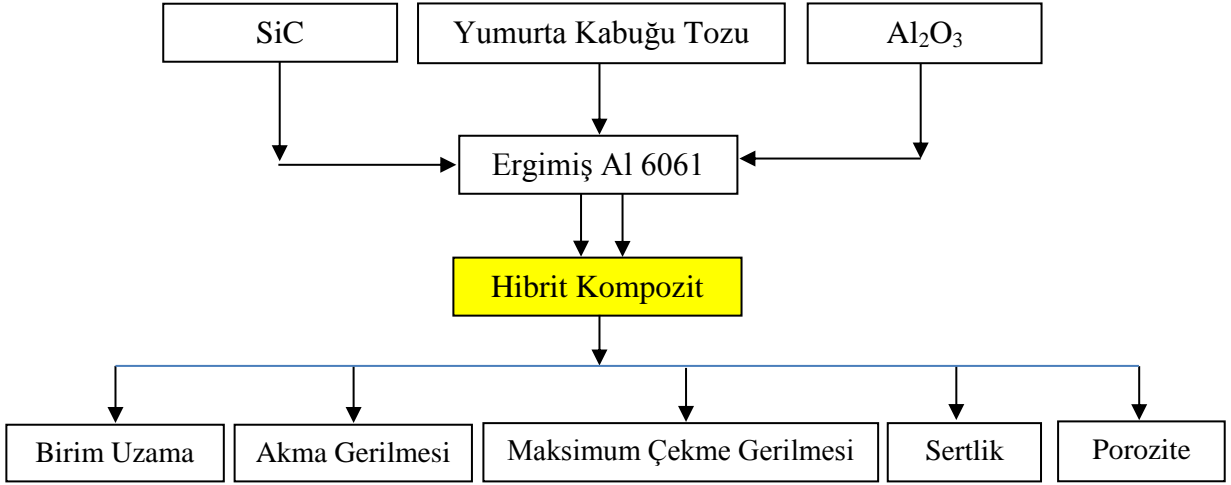 SiC
Yumurta Kabuğu Tozu
Al₂O₃
Ergimiş Al 6061
Hibrit Kompozit
Birim Uzama
Akma Gerilmesi
Maksimum Çekme Gerilmesi
Sertlik
Porozite